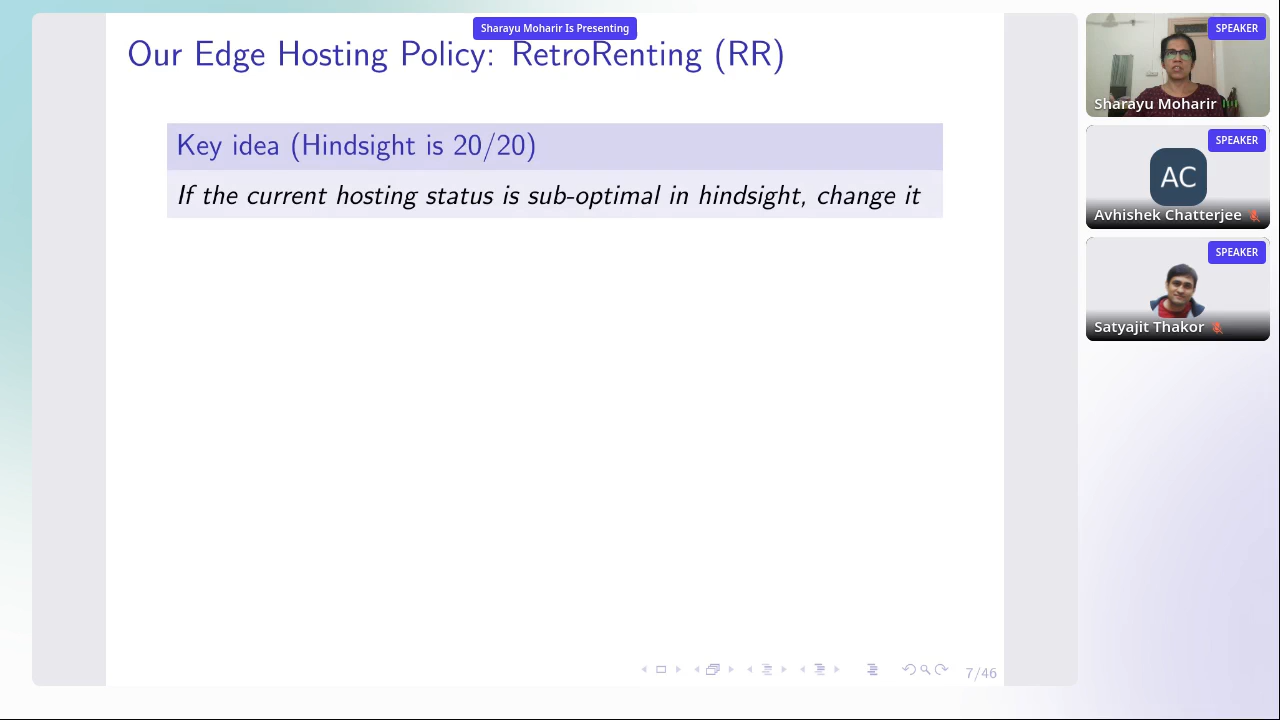 Sharayu Moharir Is Presenting
Our Edge Hosting Policy: RetroRenting (RR)
Key idea (Hindsight is 20/20)
If the current hosting status is sub-optimal in hindsight, change it
7/46
SPEAKER
Sharayu Moharir
SPEAKER
AC
Avhishek Chatterjee
SPEAKER
Satyajit Thakor